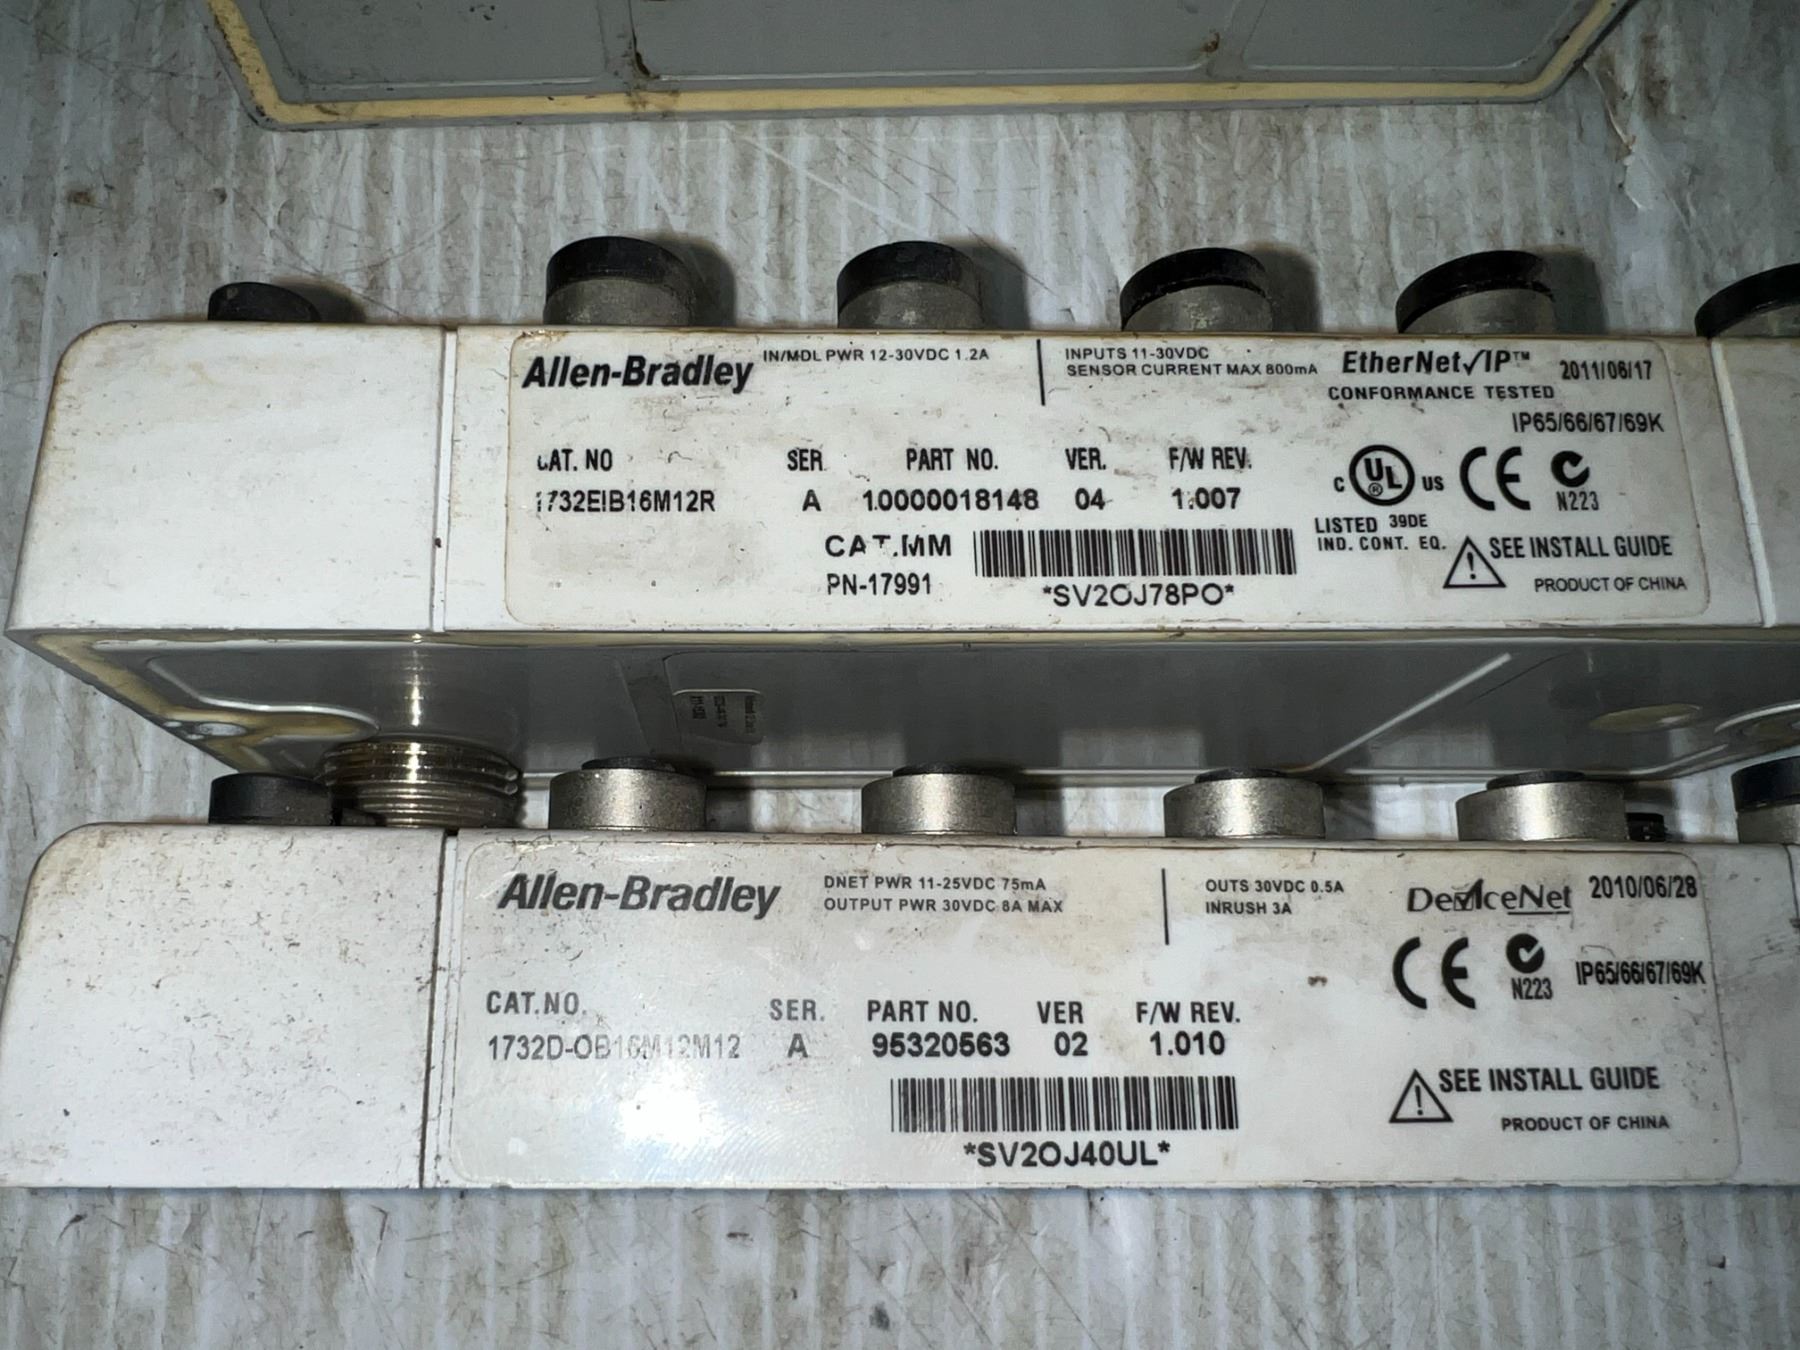 Allen-Bradley IN/MDL PWR 12-30VDC 1.2A
INPUTS 11-30VDC
SENSOR CURRENT MAX 800mA
EtherNet/IP™ 2011/06/17
CONFORMANCE TESTED
IP65/66/67/69K
CAT. NO SER PART NO. VER. F/W REV.
1732EIB16M12R A 10000018148 04 1.007
C UL ® US CE N223
LISTED 39DE
IND. CONT. EQ.
CAT.MM
PN-17991
*SV2OJ78PO*
SEE INSTALL GUIDE
PRODUCT OF CHINA
Allen-Bradley
DNET PWR 11-25VDC 75mA
OUTPUT PWR 30VDC 8A MAX
OUTS 30VDC 0.5A
INRUSH 3A
DeviceNet 2010/06/28
CE N223 IP65/66/67/69K
CAT.NO. SER. PART NO. VER F/W REV.
1732D-OB16M12M12 A 95320563 02 1.010
*SV2OJ40UL*
SEE INSTALL GUIDE
PRODUCT OF CHINA